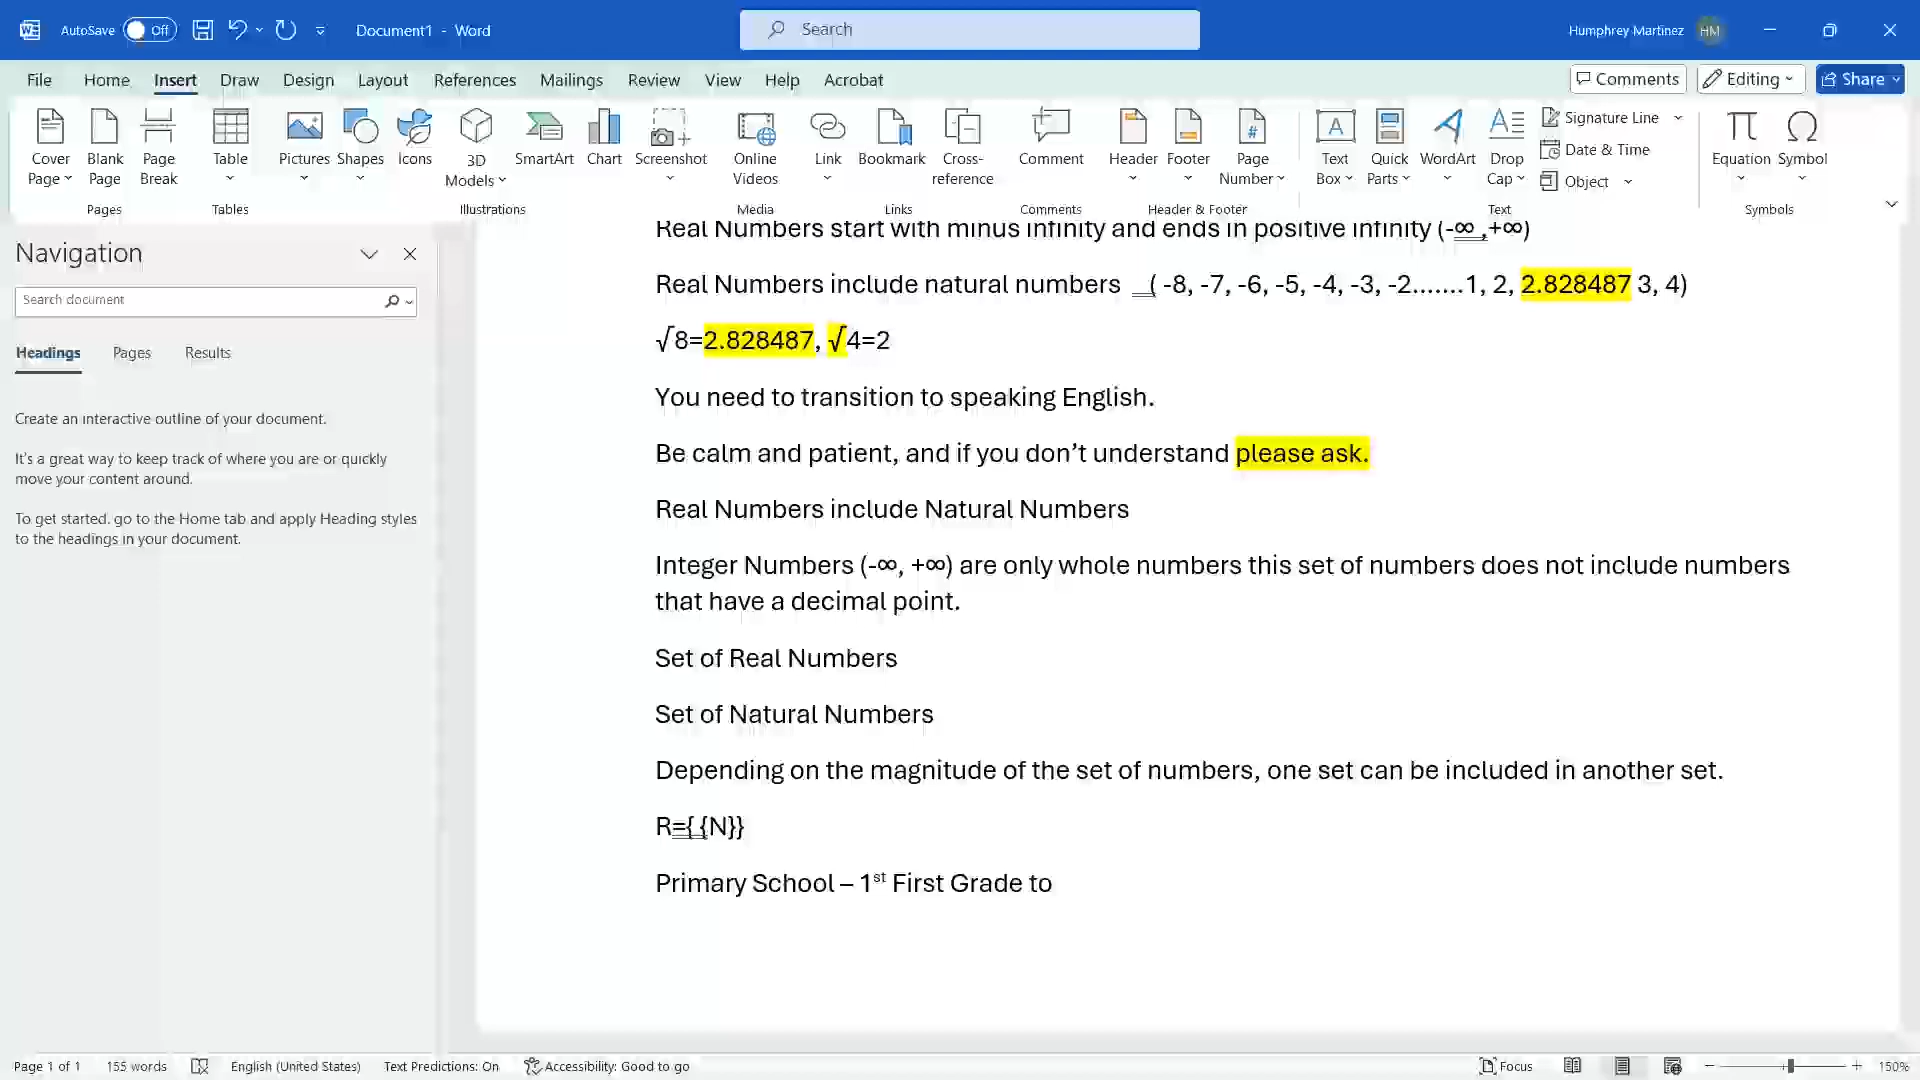 AutoSave Off Document1 - Word Search Humphrey Martinez HM
File Home Insert Draw Design Layout References Mailings Review View Help Acrobat Comments Editing Share
Cover Page Blank Page Page Break Table Pictures Shapes Icons 3D Models SmartArt Chart Screenshot Online Videos Link Bookmark Cross-reference Comment Header Footer Page Number Text Box Quick Parts WordArt Drop Cap Signature Line Date & Time Object Equation Symbol
Pages Tables Illustrations Media Links Comments Header & Footer Text Symbols
Navigation
Search document
Headings Pages Results
Create an interactive outline of your document.
It's a great way to keep track of where you are or quickly
move your content around.
To get started, go to the Home tab and apply Heading styles
to the headings in your document.
Real Numbers start with minus infinity and ends in positive infinity (-∞ ,+∞)
Real Numbers include natural numbers ( -8, -7, -6, -5, -4, -3, -2.......1, 2, 2.828487 3, 4)
√8=2.828487, √4=2
You need to transition to speaking English.
Be calm and patient, and if you don’t understand please ask.
Real Numbers include Natural Numbers
Integer Numbers (-∞, +∞) are only whole numbers this set of numbers does not include numbers
that have a decimal point.
Set of Real Numbers
Set of Natural Numbers
Depending on the magnitude of the set of numbers, one set can be included in another set.
R={ {N}}
Primary School – 1st First Grade to
Page 1 of 1 155 words English (United States) Text Predictions: On Accessibility: Good to go Focus 150%